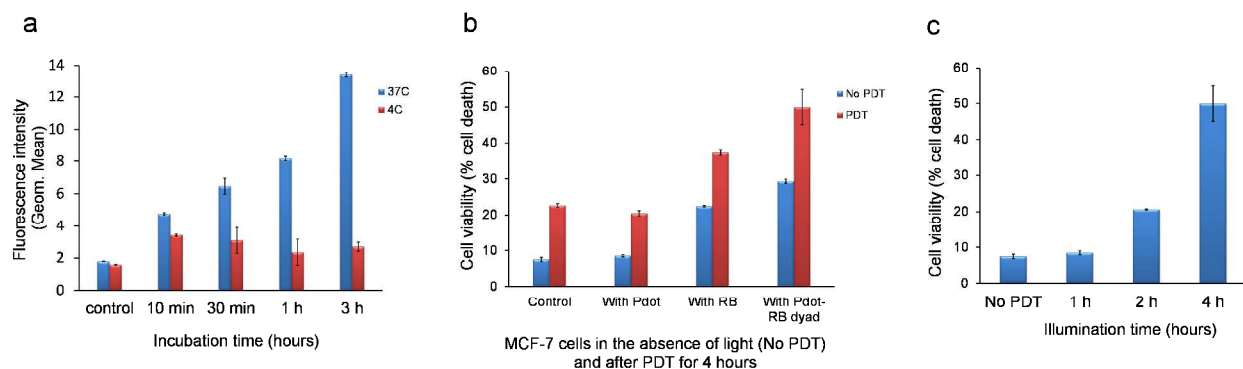 a
Fluorescence intensity
(Geom. Mean)
14
12
10
8
6
4
2
0
37C
4C
control 10 min 30 min 1 h 3 h
Incubation time (hours)
b
Cell viability (% cell death)
60
50
40
30
20
10
0
No PDT
PDT
Control With Pdot With RB With Pdot-
RB dyad
MCF-7 cells in the absence of light (No PDT)
and after PDT for 4 hours
c
Cell viability (% cell death)
60
50
40
30
20
10
0
No PDT 1 h 2 h 4 h
Illumination time (hours)